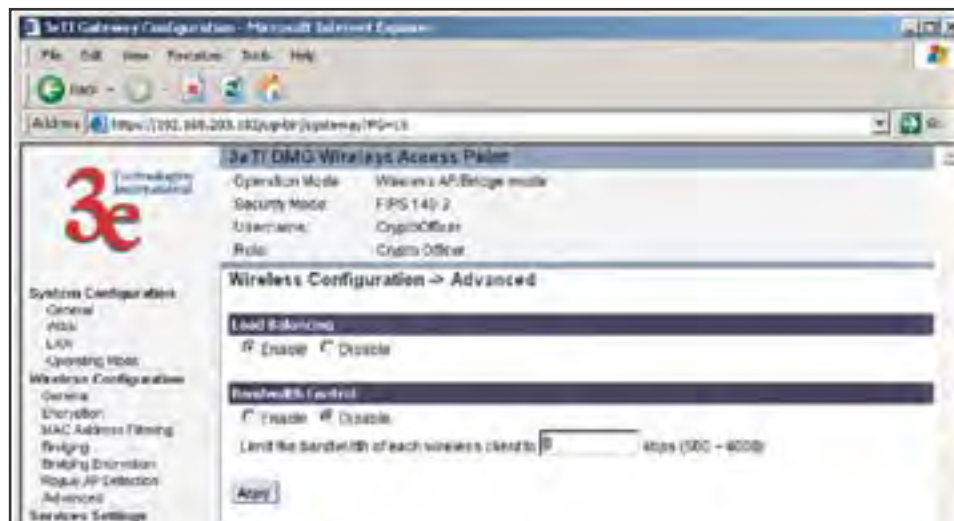 3eTI Gateway Configuration - Microsoft Internet Explorer
File Edit View Favorites Tools Help
Back
Address
3e
Technologies
International
3eTI DMG Wireless Access Point
Operation Mode: Wireless AP/Bridge mode
Security Mode: FIPS 140-2
Username: CryptoOfficer
Role: Crypto Officer
Wireless Configuration -> Advanced
System Configuration
General
WAN
LAN
Operating Mode
Wireless Configuration
General
Encryption
MAC Address Filtering
Bridging
Bridging Encryption
Rogue AP Detection
Advanced
Services Settings
Load Balancing
Enable Disable
Bandwidth Control
Enable Disable
Limit the bandwidth of each wireless client to 0 kbps
Apply